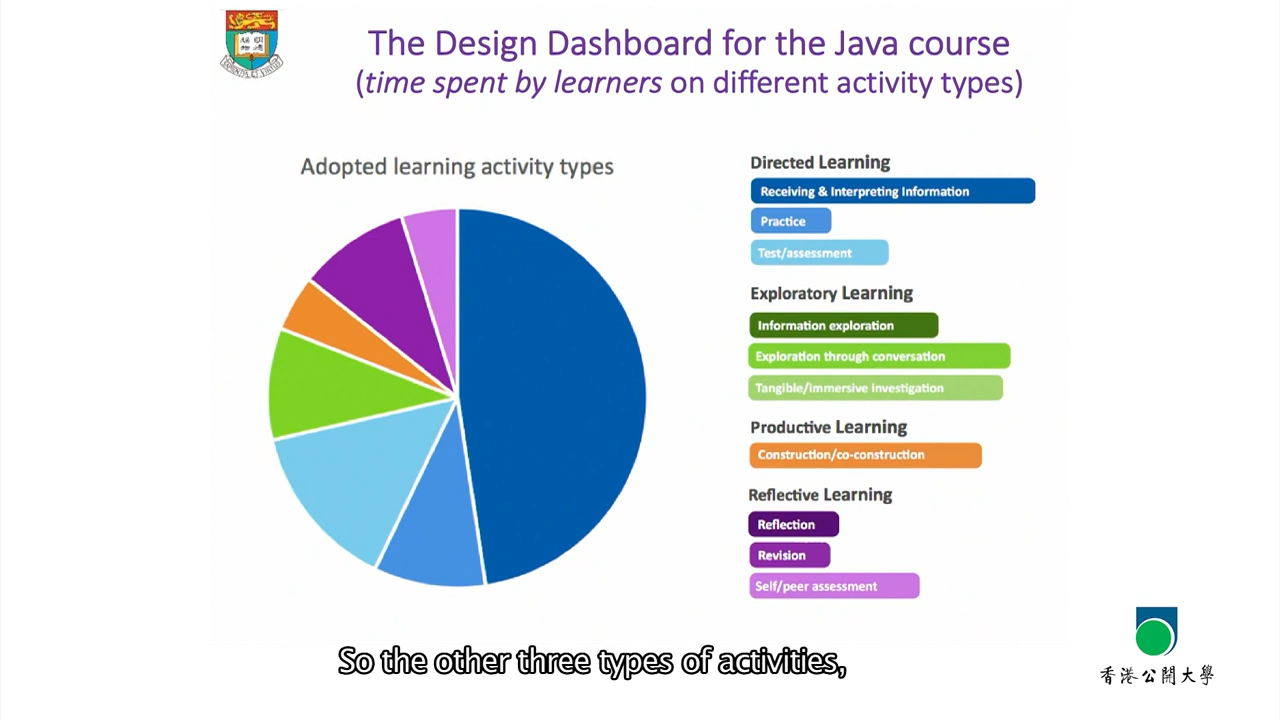 The Design Dashboard for the Java course
(time spent by learners on different activity types)
Adopted learning activity types
Directed Learning
Receiving & Interpreting Information
Practice
Test/assessment
Exploratory Learning
Information exploration
Exploration through conversation
Tangible/immersive investigation
Productive Learning
Construction/co-construction
Reflective Learning
Reflection
Revision
Self/peer assessment
So the other three types of activities,
香港公開大學